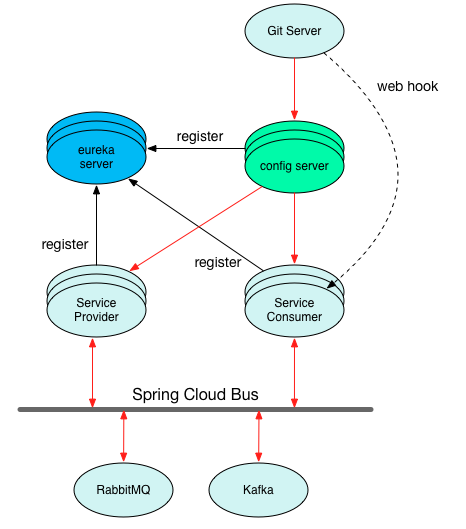 Git Server
web hook
register
eureka
server
config server
register
register
Service
Provider
Service
Consumer
Spring Cloud Bus
RabbitMQ
Kafka